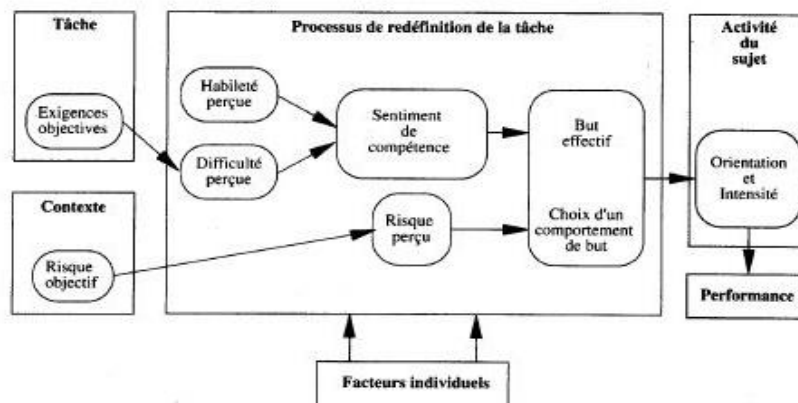 Tâche
Exigences
objectives
Contexte
Risque
objectif
Processus de redéfinition de la tâche
Habileté
perçue
Difficulté
perçue
Sentiment
de
compétence
Risque
perçu
But
effectif
Choix d'un
comportement
de but
Activité
du
sujet
Orientation
et
Intensité
Performance
Facteurs individuels